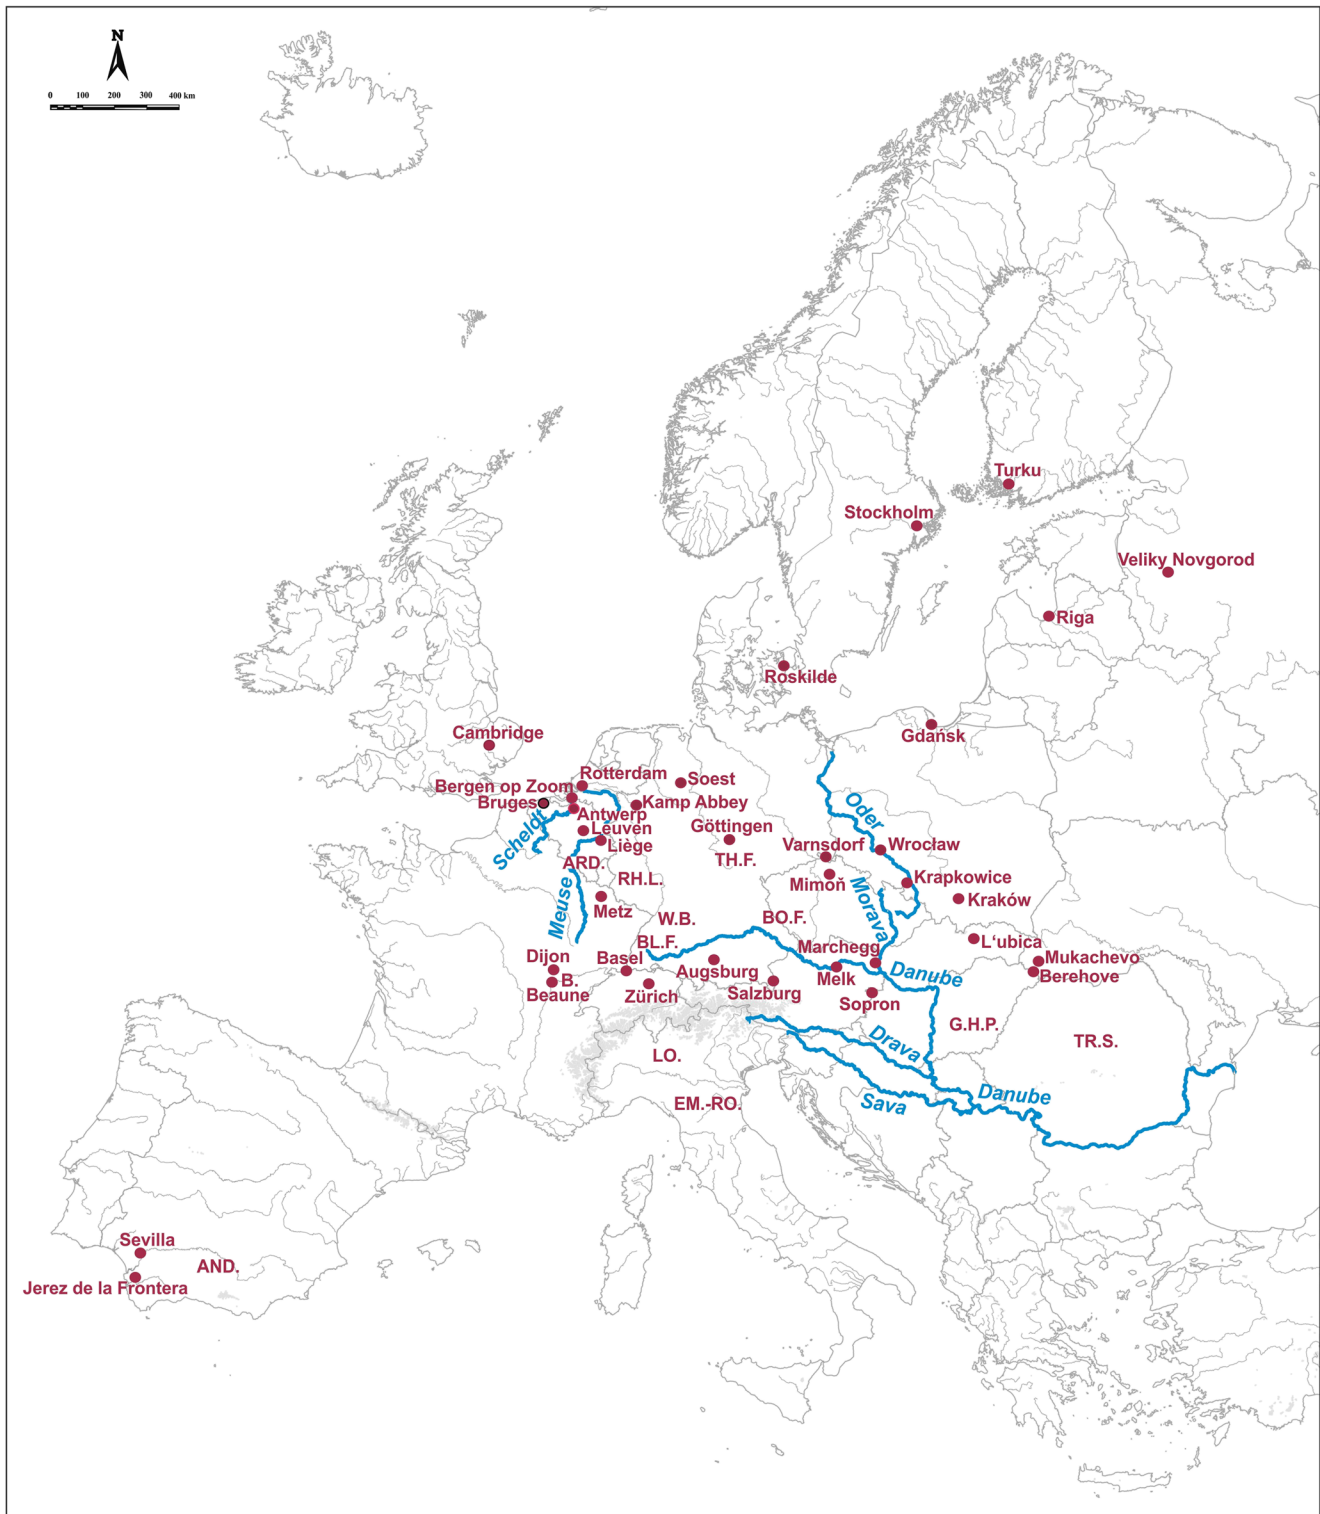 N
0 100 200 300 400 km
Turku
Stockholm
Veliky Novgorod
Riga
Roskilde
Gdańsk
Cambridge
Rotterdam
Soest
Bergen op Zoom
Bruges
Kamp Abbey
Antwerp
Oder
Scheldt
Leuven
Göttingen
Liège
Varnsdorf
Wrocław
ARD.
TH.F.
RH.L.
Mimoň
Krapkowice
Meuse
Metz
Morava
Kraków
W.B.
BO.F.
BL.F.
Marchegg
L'ubica
Dijon
Basel
Augsburg
Melk
Danube
Mukachevo
Berehove
B.
Beaune
Zürich
Salzburg
Sopron
G.H.P.
TR.S.
LO.
Drava
EM.-RO.
Sava
Danube
Sevilla
AND.
Jerez de la Frontera